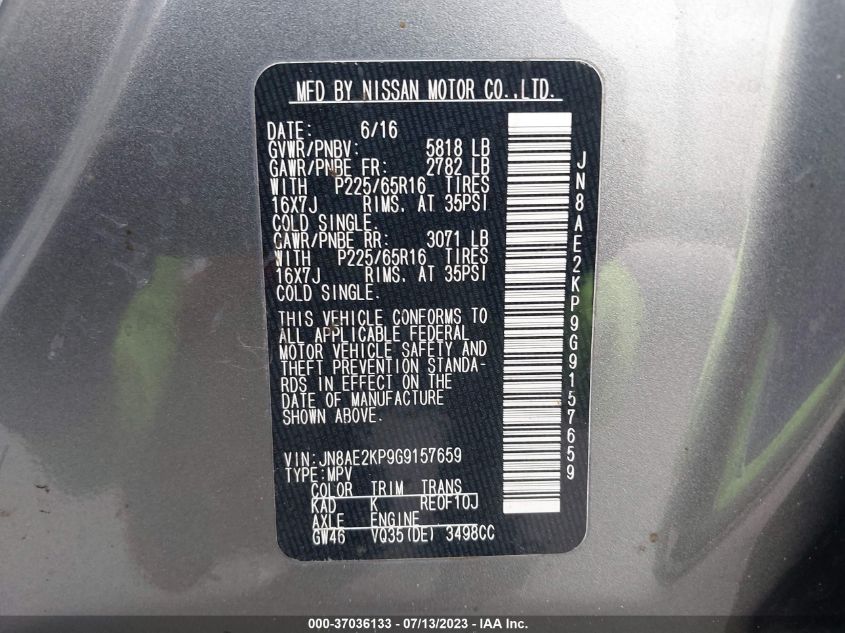 MFD BY NISSAN MOTOR CO.,LTD.
DATE: 6/16
GVWR/PNBV: 5818 LB
GAWR/PNBE FR: 2782 LB
WITH P225/65R16 TIRES
16X7J RIMS. AT 35PSI
COLD SINGLE.
GAWR/PNBE RR: 3071 LB
WITH P225/65R16 TIRES
16X7J RIMS. AT 35PSI
COLD SINGLE.
THIS VEHICLE CONFORMS TO
ALL APPLICABLE FEDERAL
MOTOR VEHICLE SAFETY AND
THEFT PREVENTION STANDA-
RDS IN EFFECT ON THE
DATE OF MANUFACTURE
SHOWN ABOVE.
VIN:JN8AE2KP9G9157659
TYPE:MPV
COLOR TRIM TRANS
KAD K RE0F10J
AXLE ENGINE
GW46 VQ35(DE) 3498CC
JN8AE2KP9G9157659
000-37036133 - 07/13/2023 - IAA Inc.